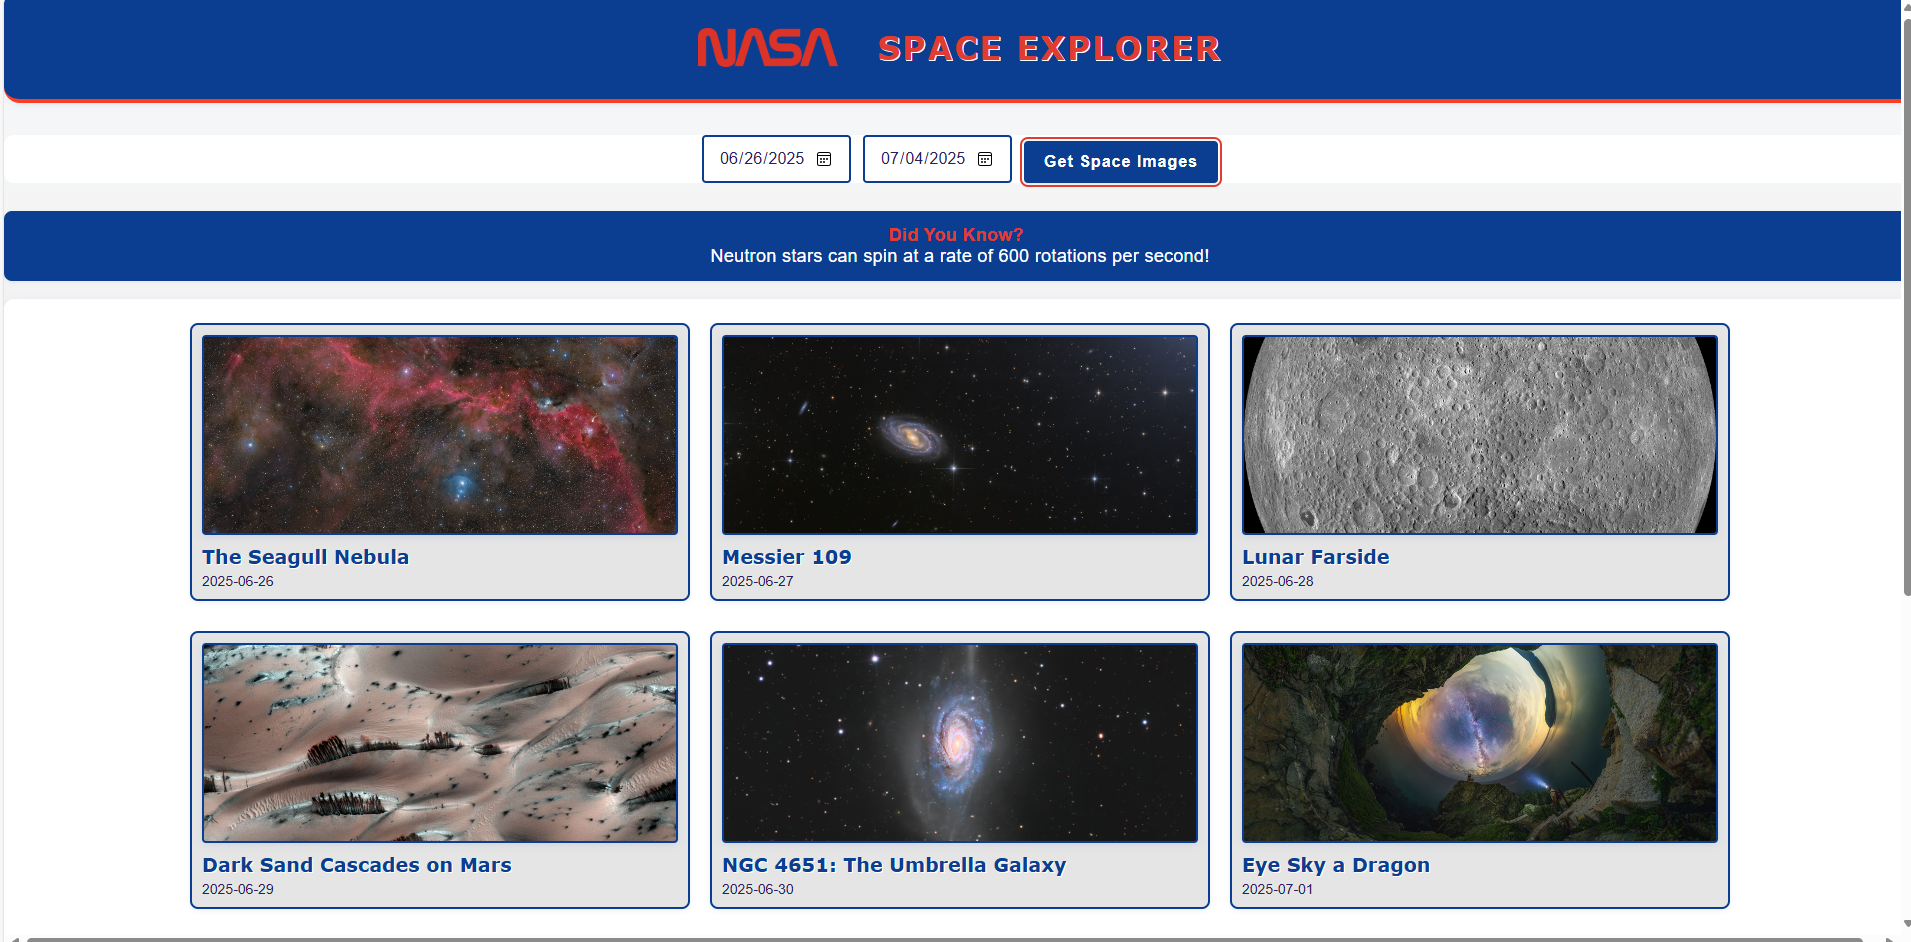 NASA SPACE EXPLORER
06/26/2025 07/04/2025 Get Space Images
Did You Know?
Neutron stars can spin at a rate of 600 rotations per second!
The Seagull Nebula
2025-06-26
Messier 109
2025-06-27
Lunar Farside
2025-06-28
Dark Sand Cascades on Mars
2025-06-29
NGC 4651: The Umbrella Galaxy
2025-06-30
Eye Sky a Dragon
2025-07-01